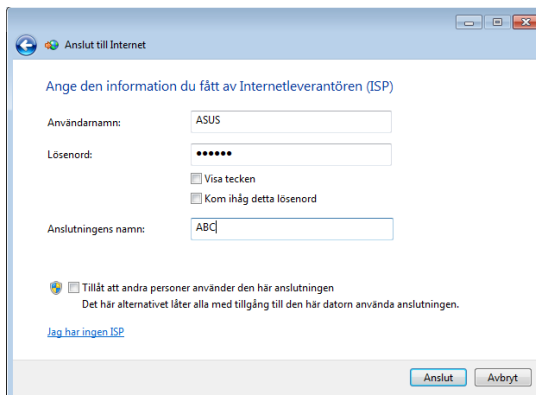 Anslut till Internet
Ange den information du fått av Internetleverantören (ISP)
Användarnamn: ASUS
Lösenord: ••••••
Visa tecken
Kom ihåg detta lösenord
Anslutningens namn: ABC
Tillåt att andra personer använder den här anslutningen
Det här alternativet låter alla med tillgång till den här datorn använda anslutningen.
Jag har ingen ISP
Anslut Avbryt